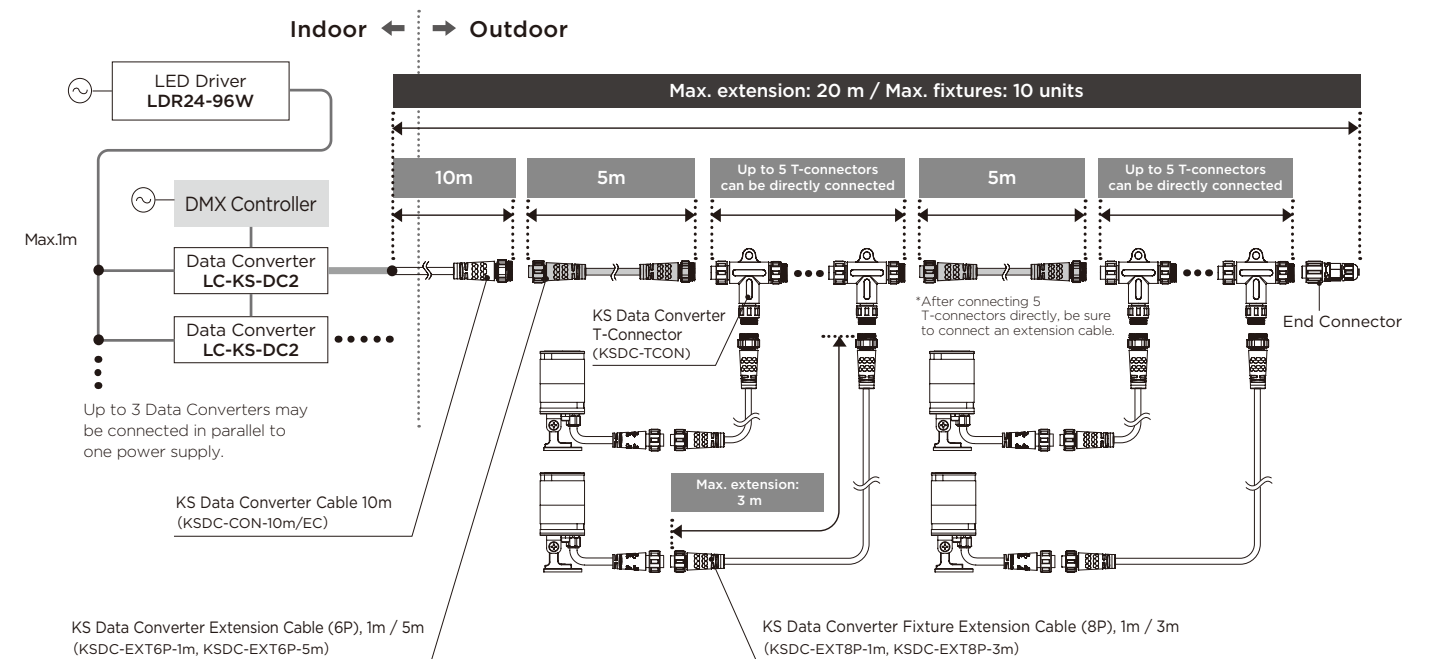 Indoor
Outdoor
LED Driver
LDR24-96W
Max. extension: 20 m / Max. fixtures: 10 units
10m
5m
Up to 5 T-connectors
can be directly connected
5m
Up to 5 T-connectors
can be directly connected
DMX Controller
Max.1m
Data Converter
LC-KS-DC2
Data Converter
LC-KS-DC2
KS Data Converter
T-Connector
(KSDC-TCON)
*After connecting 5
T-connectors directly, be sure
to connect an extension cable.
End Connector
Up to 3 Data Converters may
be connected in parallel to
one power supply.
Max. extension:
3 m
KS Data Converter Cable 10m
(KSDC-CON-10m/EC)
KS Data Converter Extension Cable (6P), 1m / 5m
(KSDC-EXT6P-1m, KSDC-EXT6P-5m)
KS Data Converter Fixture Extension Cable (8P), 1m / 3m
(KSDC-EXT8P-1m, KSDC-EXT8P-3m)